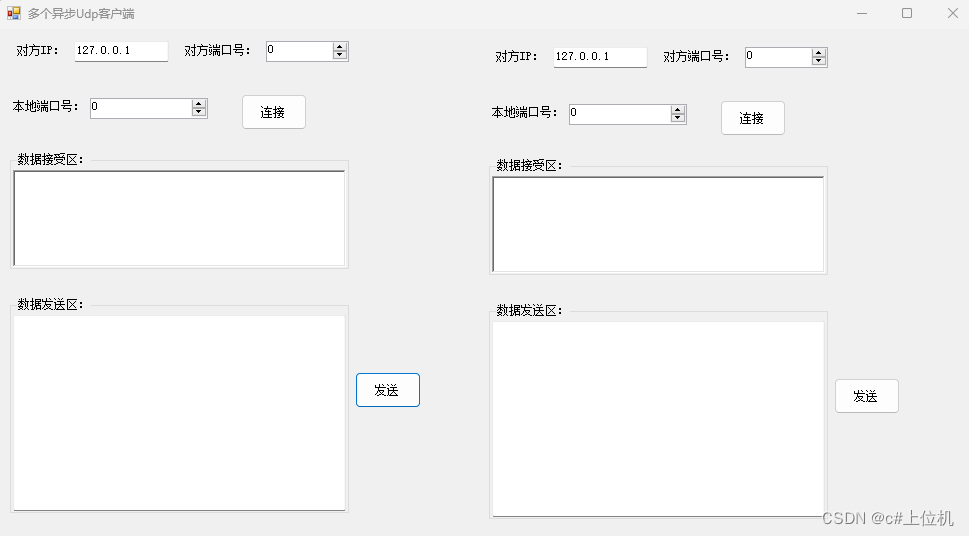 多个异步Udp客户端
对方IP： 127.0.0.1 对方端口号： 0
本地端口号： 0 连接
数据接受区：
数据发送区：
发送
对方IP： 127.0.0.1 对方端口号： 0
本地端口号： 0 连接
数据接受区：
数据发送区：
发送
CSDN @c#上位机